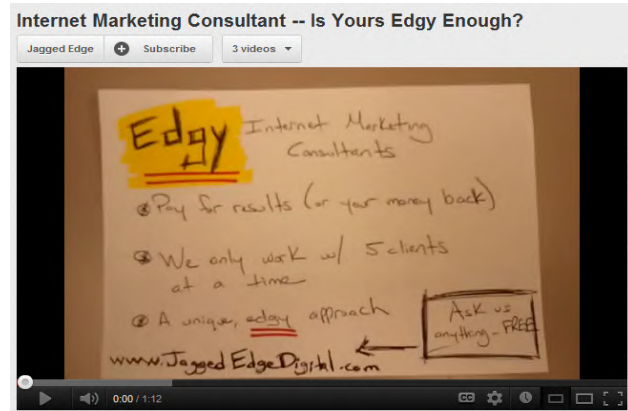 Internet Marketing Consultant -- Is Yours Edgy Enough?
Jagged Edge Subscribe 3 videos
Edgy Internet Marketing
Consultants
Pay for results (or your money back)
We only work w/ 5 clients
at a time
A unique, edgy approach
Ask us
anything - FREE
www.JaggedEdgeDigital.com
0:00 / 1:12 CC